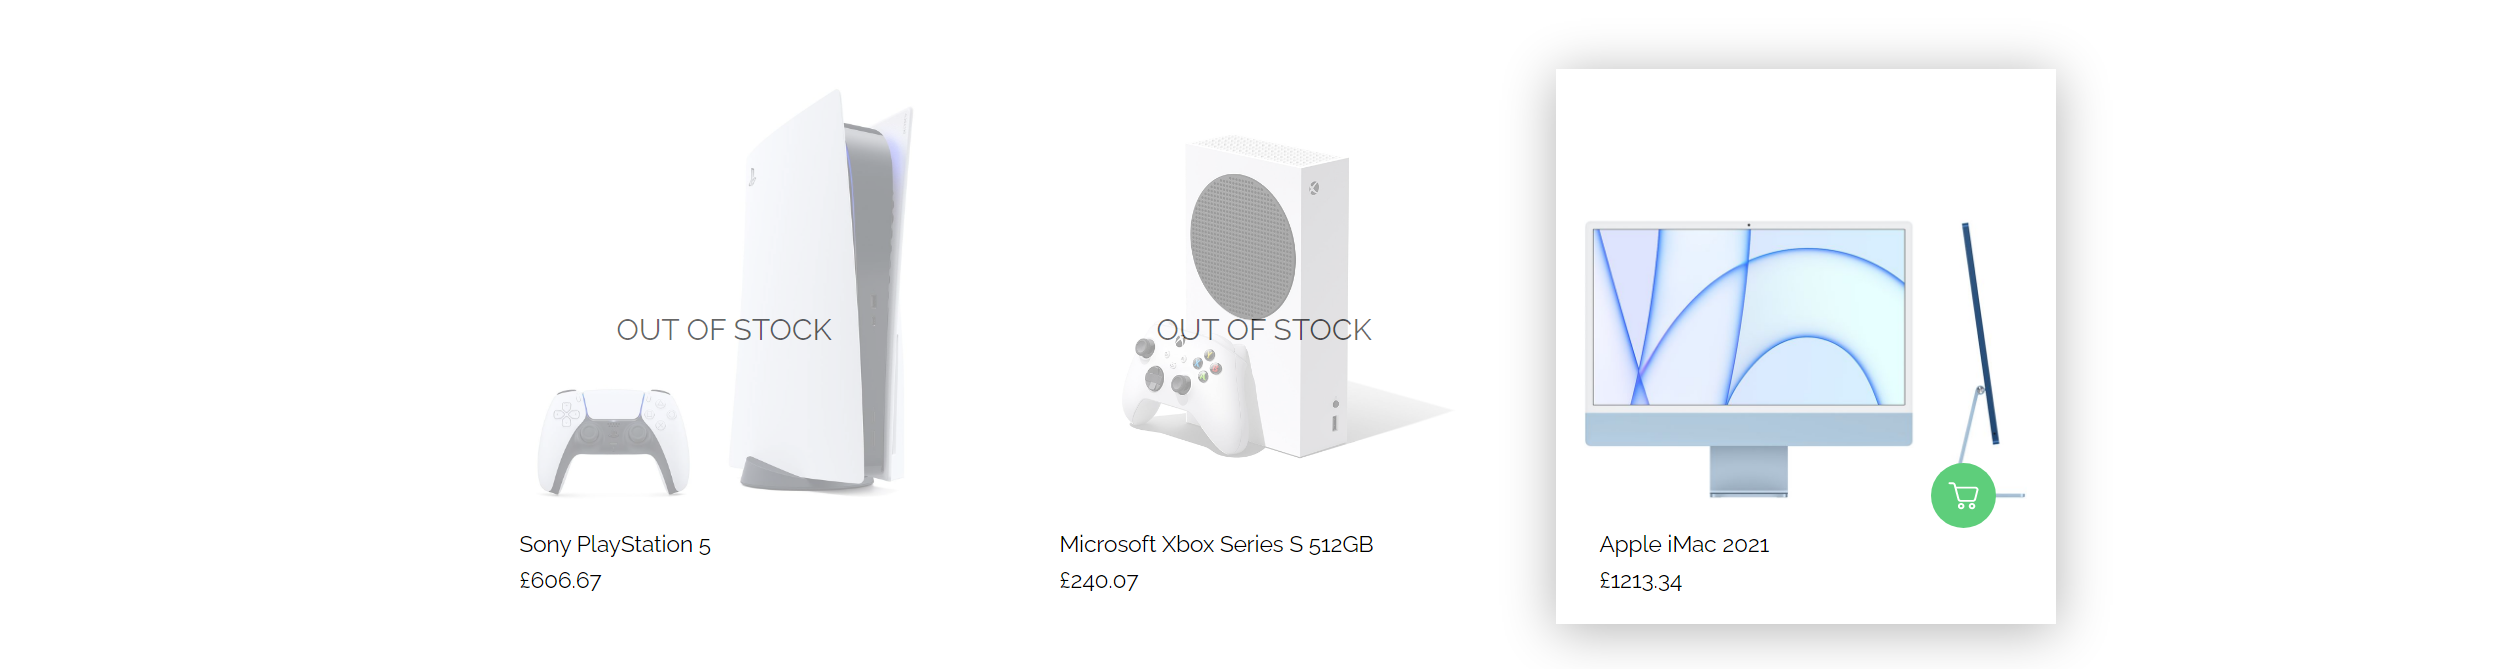 OUT OF STOCK
Sony PlayStation 5
£606.67
OUT OF STOCK
Microsoft Xbox Series S 512GB
£240.07
Apple iMac 2021
£1213.34